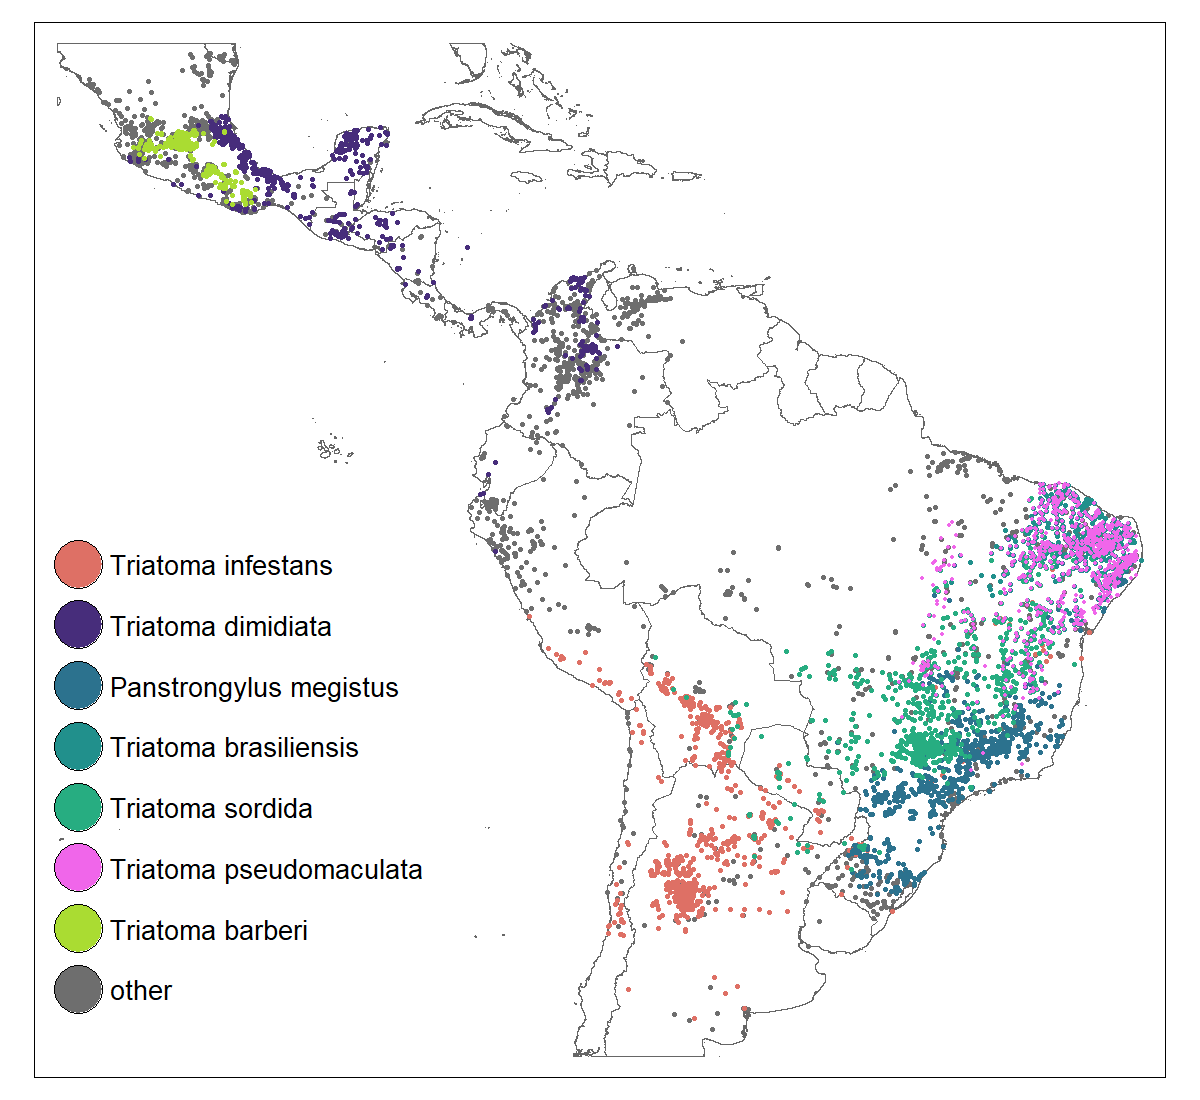 Triatoma infestans
Triatoma dimidiata
Panstrongylus megistus
Triatoma brasiliensis
Triatoma sordida
Triatoma pseudomaculata
Triatoma barberi
other